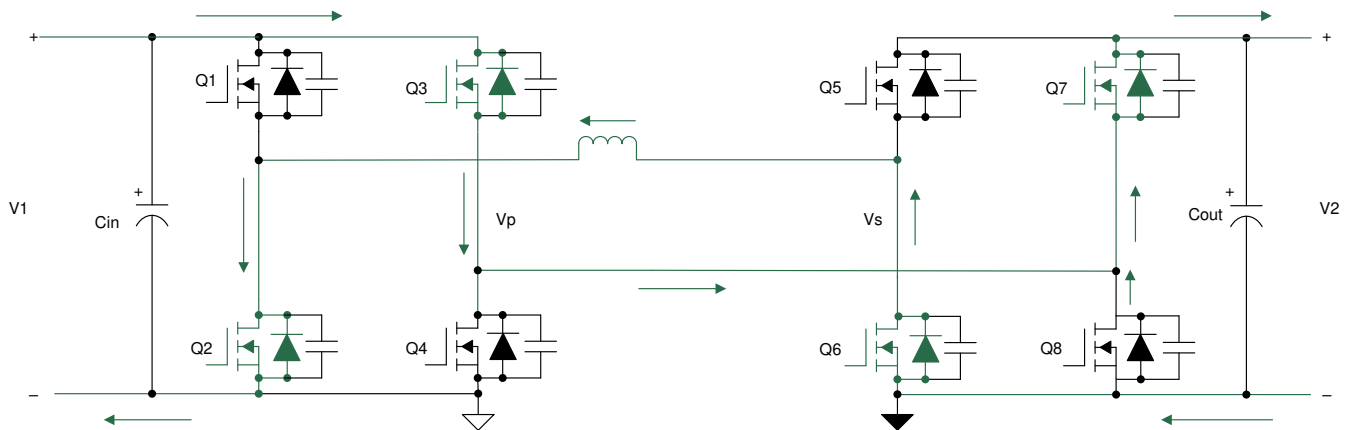 +
Q1
Q3
Q5
Q7
+
V1
+
Cin
Vp
Vs
+
Cout
V2
Q2
Q4
Q6
Q8
–
–